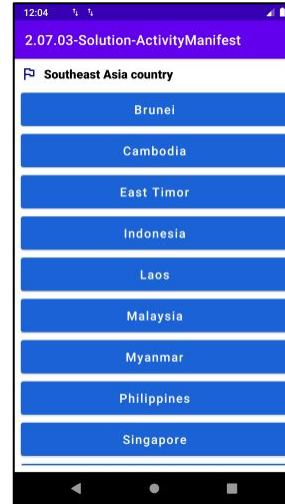 12:04
2.07.03-Solution-ActivityManifest
Southeast Asia country
Brunei
Cambodia
East Timor
Indonesia
Laos
Malaysia
Myanmar
Philippines
Singapore